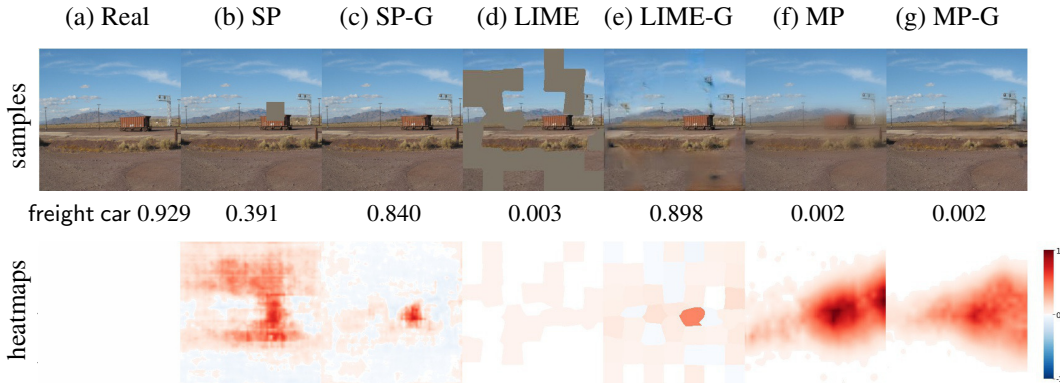 (a) Real (b) SP (c) SP-G (d) LIME (e) LIME-G (f) MP (g) MP-G
samples
freight car 0.929 0.391 0.840 0.003 0.898 0.002 0.002
heatmaps
1
0
-1